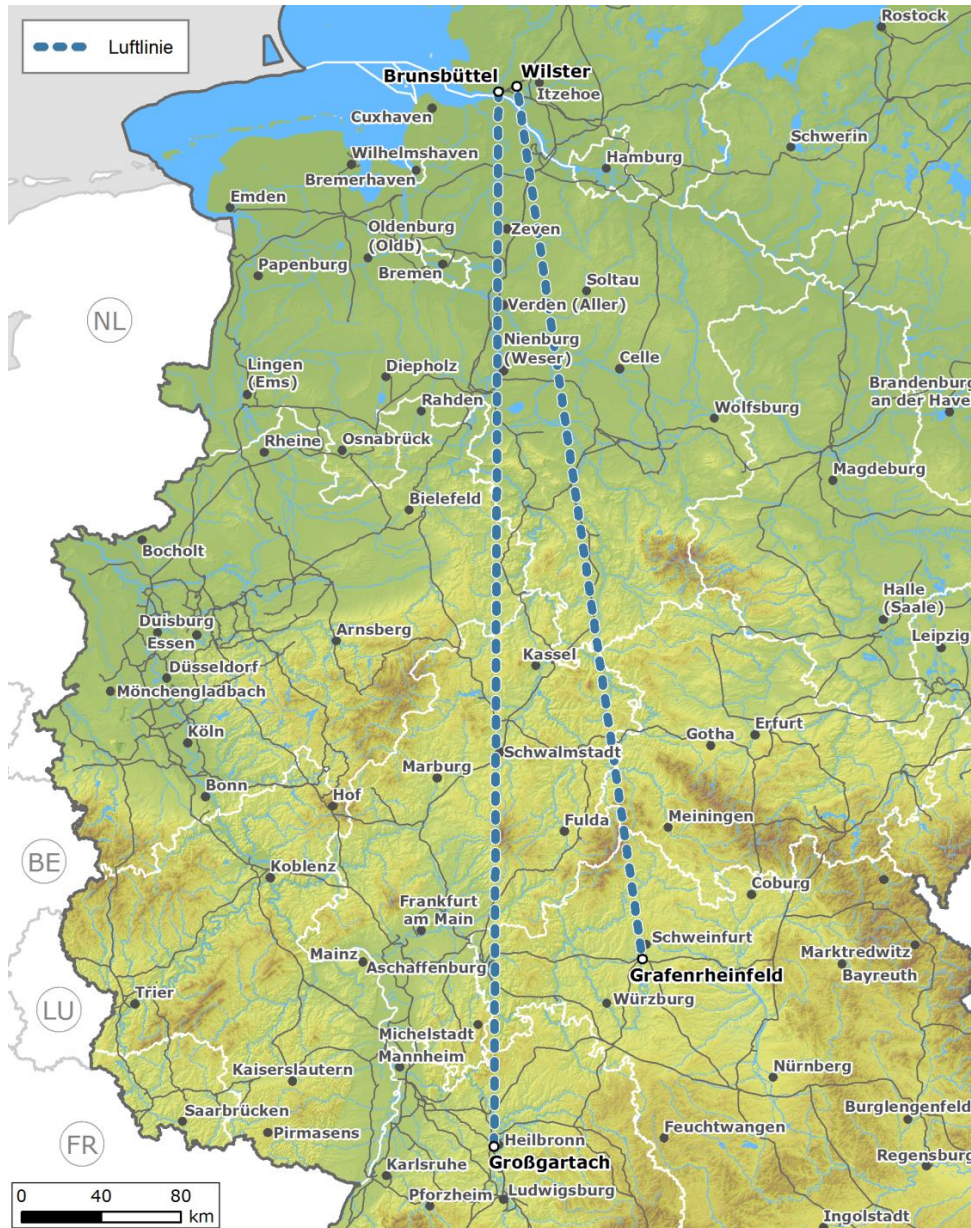 Luftlinie
Rostock
Brunsbüttel
Wilster
Itzehoe
Cuxhaven
Schwerin
Wilhelmshaven
Hamburg
Bremerhaven
Emden
Oldenburg
(Oldb)
Zeven
Bremen
Papenburg
Soltau
Verden (Aller)
NL
Nienburg
(Weser)
Lingen
(Ems)
Diepholz
Celle
Brandenburg
an der Have
Rahden
Wolfsburg
Rheine
Osnabrück
Magdeburg
Bielefeld
Bocholt
Halle
(Saale)
Duisburg
Essen
Arnsberg
Leipzig
Kassel
Düsseldorf
Mönchengladbach
Köln
Gotha
Erfurt
Schwalmstadt
Marburg
Bonn
Hof
Fulda
Meiningen
BE
Koblenz
Coburg
Frankfurt
am Main
Schweinfurt
Mainz
Aschaffenburg
Marktredwitz
Grafenrheinfeld
Bayreuth
Trier
LU
Würzburg
Michelstadt
Mannheim
Kaiserslautern
Nürnberg
Saarbrücken
Burglengenfeld
Pirmasens
FR
Heilbronn
Feuchtwangen
Großgartach
Regensburg
Karlsruhe
Pforzheim
Ludwigsburg
0 40 80
km
Ingolstadt